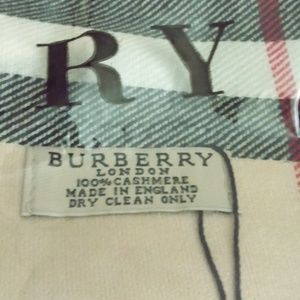 RY
BURBERRY
LONDON
100% CASHMERE
MADE IN ENGLAND
DRY CLEAN ONLY